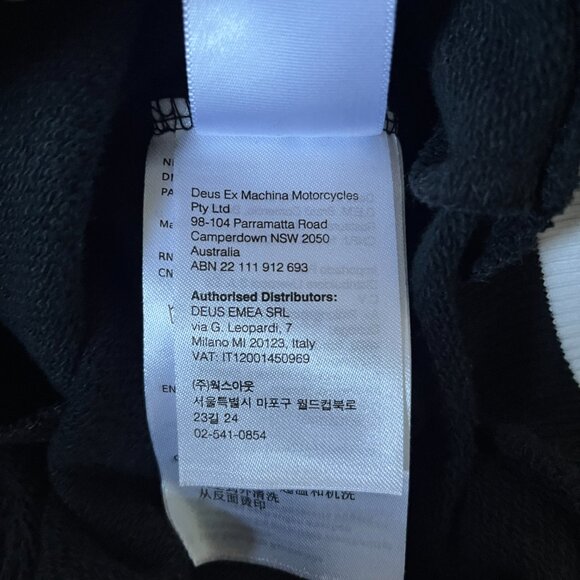 Deus Ex Machina Motorcycles
Pty Ltd
98-104 Parramatta Road
Camperdown NSW 2050
Australia
ABN 22 111 912 693
Authorised Distributors:
DEUS EMEA SRL
via G. Leopardi, 7
Milano MI 20123, Italy
VAT: IT12001450969
(주)웍스아웃
서울특별시 마포구 월드컵북로
23길 24
02-541-0854
RN
CN
EN
从反面烫印